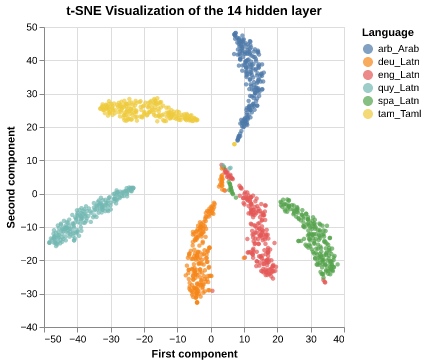 t-SNE Visualization of the 14 hidden layer
50
40
30
20
10
0
−10
−20
−30
−40
−50 −40 −30 −20 −10 0 10 20 30 40
First component
Second component
Language
arb_Arab
deu_Latn
eng_Latn
quy_Latn
spa_Latn
tam_Taml